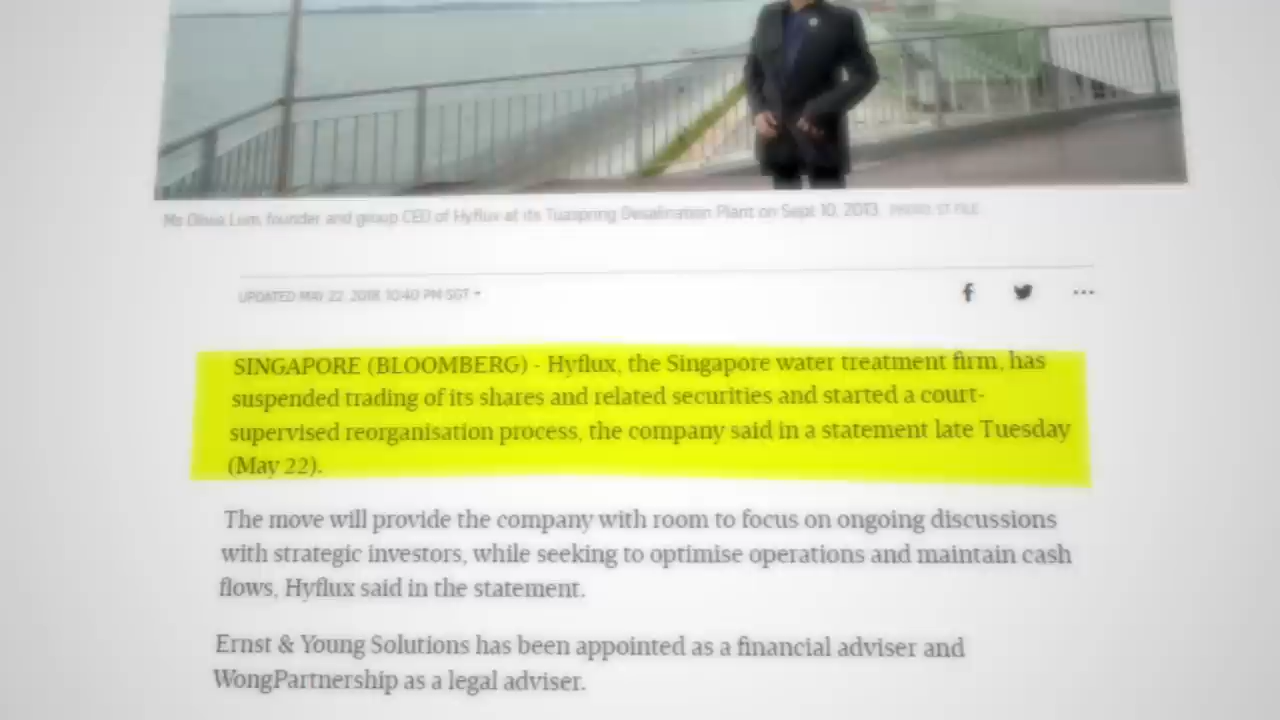 Ms Olivia Lum, founder and group CEO of Hyflux at its Tuaspring Desalination Plant on Sept 10, 2013. PHOTO: ST FILE
UPDATED MAY 22, 2018, 10:40 PM SGT
SINGAPORE (BLOOMBERG) - Hyflux, the Singapore water treatment firm, has
suspended trading of its shares and related securities and started a court-
supervised reorganisation process, the company said in a statement late Tuesday
(May 22).
The move will provide the company with room to focus on ongoing discussions
with strategic investors, while seeking to optimise operations and maintain cash
flows, Hyflux said in the statement.
Ernst & Young Solutions has been appointed as a financial adviser and
WongPartnership as a legal adviser.